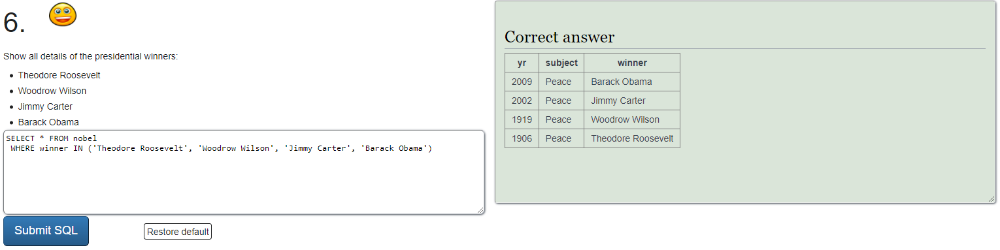 6.
Show all details of the presidential winners:
• Theodore Roosevelt
• Woodrow Wilson
• Jimmy Carter
• Barack Obama
SELECT * FROM nobel
WHERE winner IN ('Theodore Roosevelt', 'Woodrow Wilson', 'Jimmy Carter', 'Barack Obama')
Submit SQL
Restore default
Correct answer
yr subject winner
2009 Peace Barack Obama
2002 Peace Jimmy Carter
1919 Peace Woodrow Wilson
1906 Peace Theodore Roosevelt